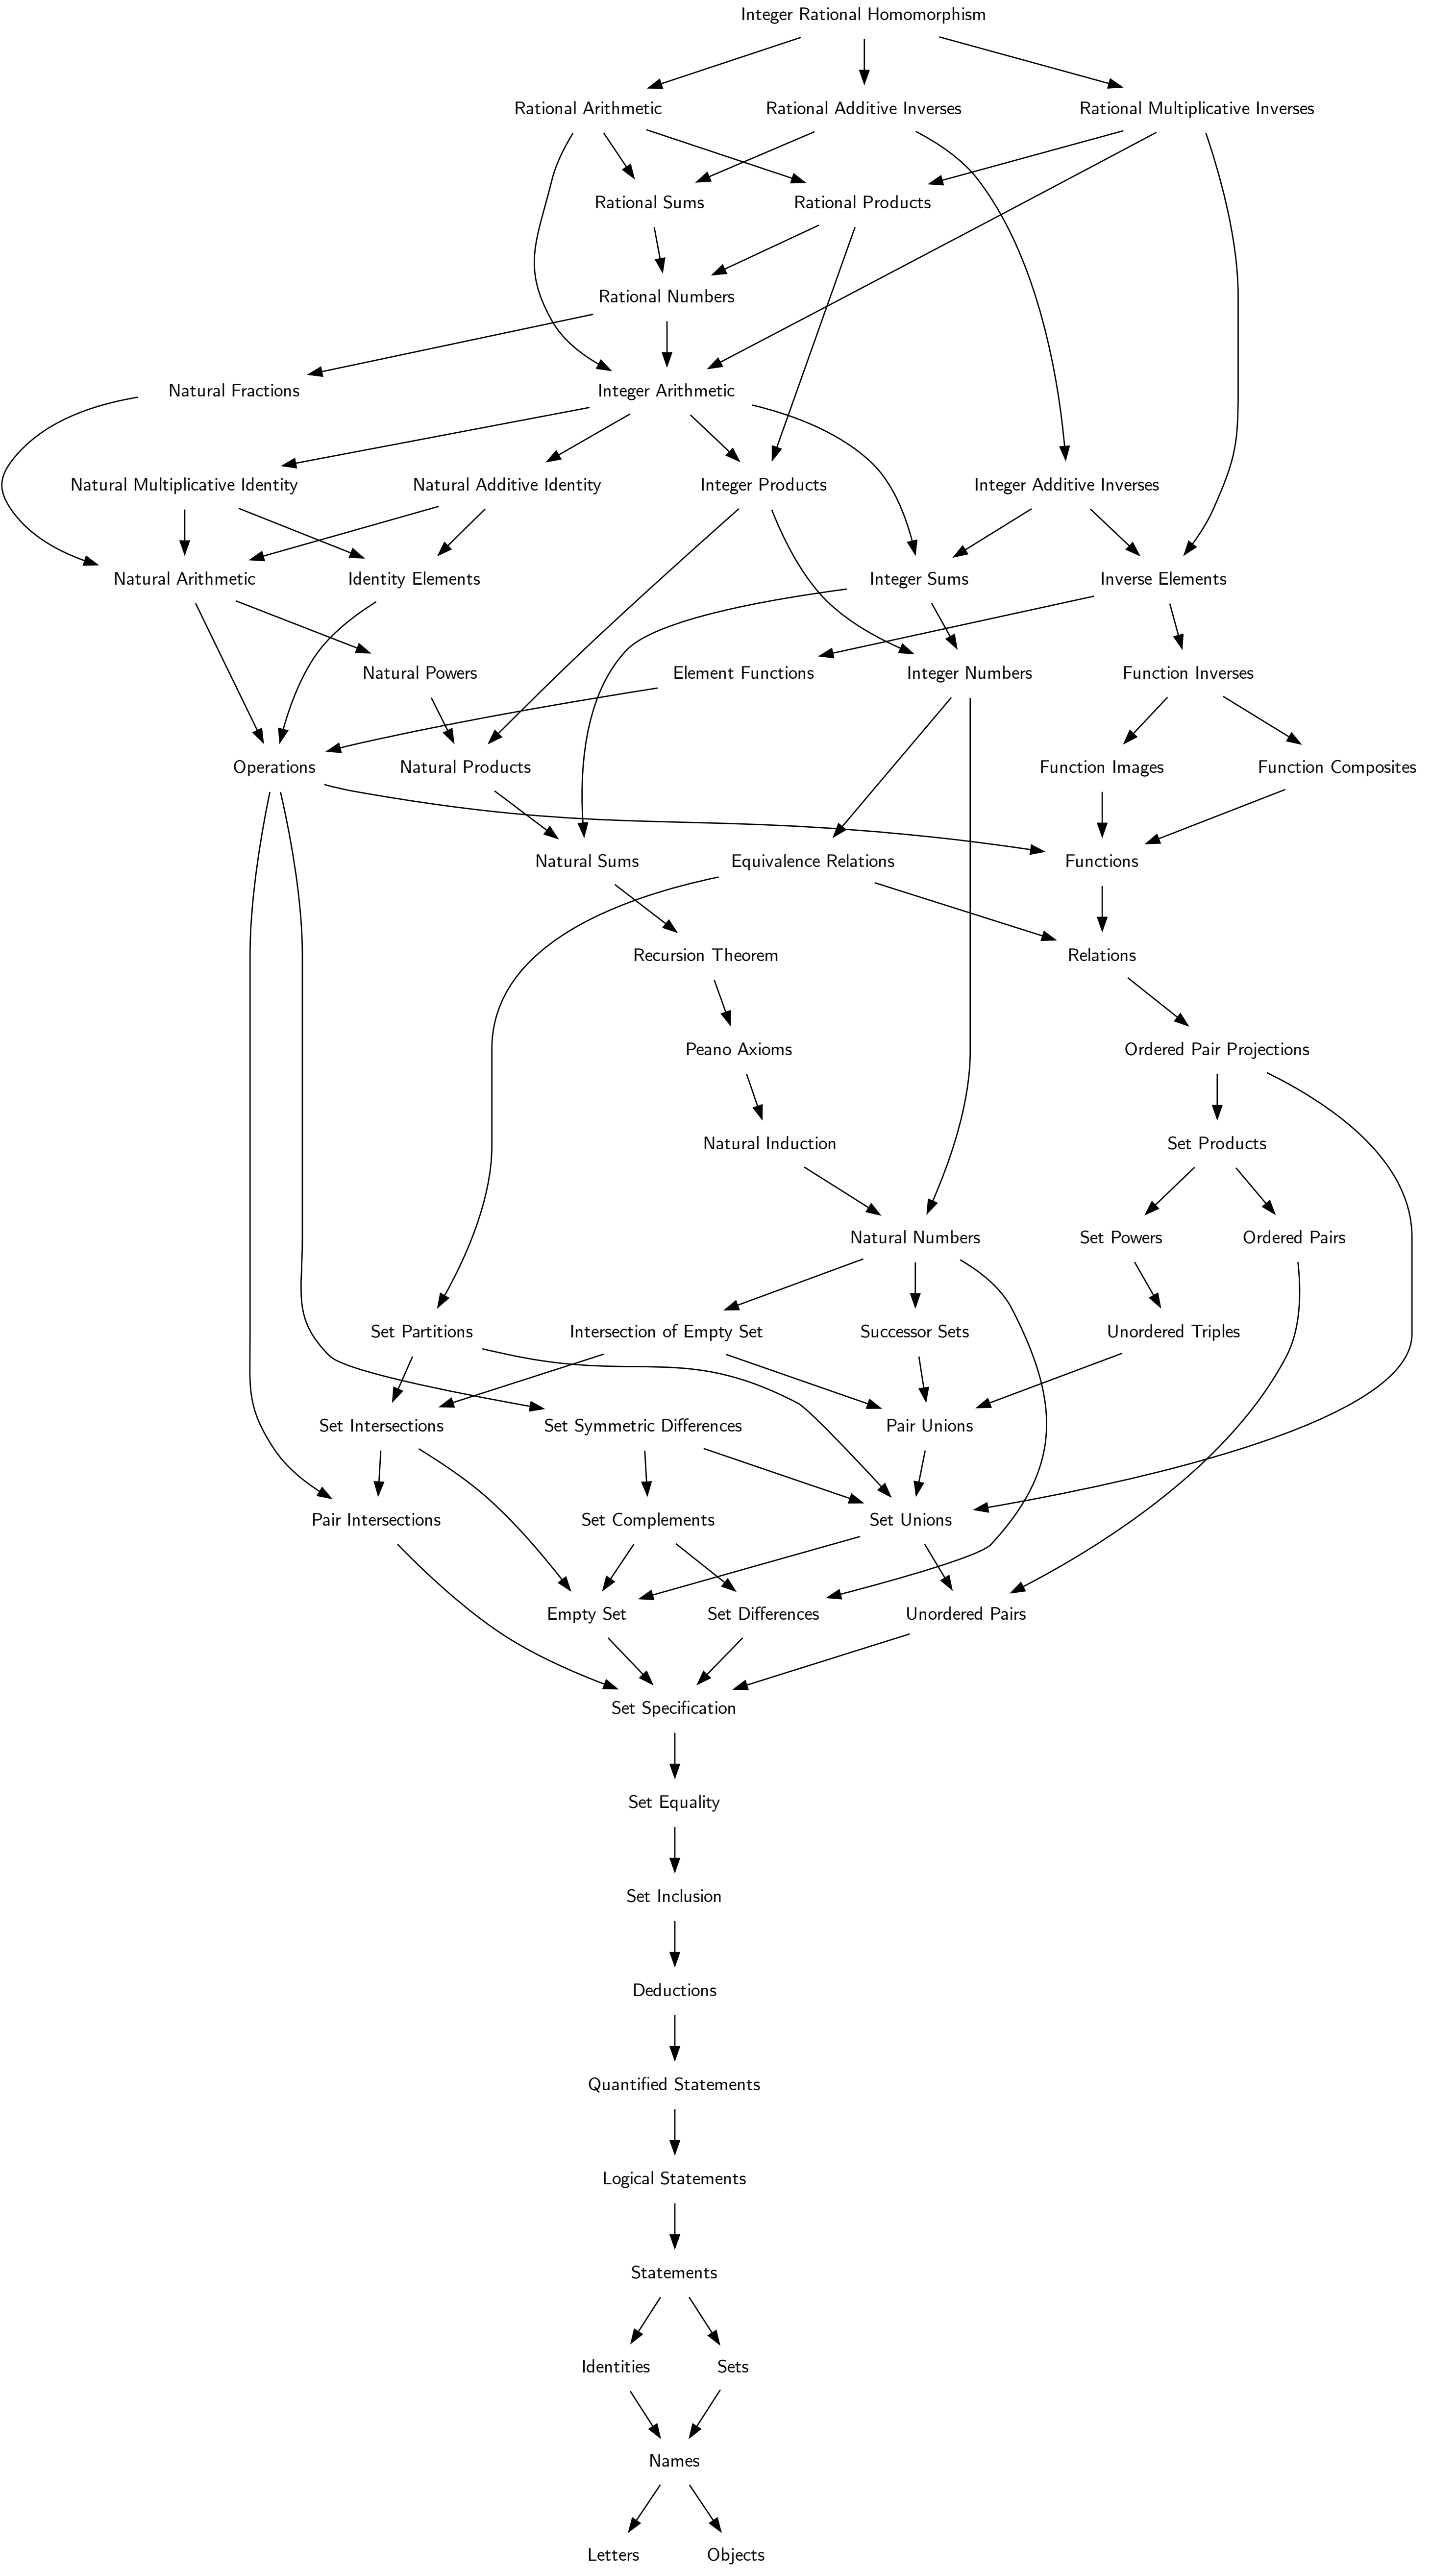 Integer Rational Homomorphism
Rational Arithmetic
Rational Additive Inverses
Rational Multiplicative Inverses
Rational Sums
Rational Products
Rational Numbers
Natural Fractions
Integer Arithmetic
Natural Multiplicative Identity
Natural Additive Identity
Integer Products
Integer Additive Inverses
Natural Arithmetic
Identity Elements
Integer Sums
Inverse Elements
Natural Powers
Element Functions
Integer Numbers
Function Inverses
Operations
Natural Products
Function Images
Function Composites
Natural Sums
Equivalence Relations
Functions
Recursion Theorem
Relations
Peano Axioms
Ordered Pair Projections
Natural Induction
Set Products
Natural Numbers
Set Powers
Ordered Pairs
Set Partitions
Intersection of Empty Set
Successor Sets
Unordered Triples
Set Intersections
Set Symmetric Differences
Pair Unions
Pair Intersections
Set Complements
Set Unions
Empty Set
Set Differences
Unordered Pairs
Set Specification
Set Equality
Set Inclusion
Deductions
Quantified Statements
Logical Statements
Statements
Identities
Sets
Names
Letters
Objects